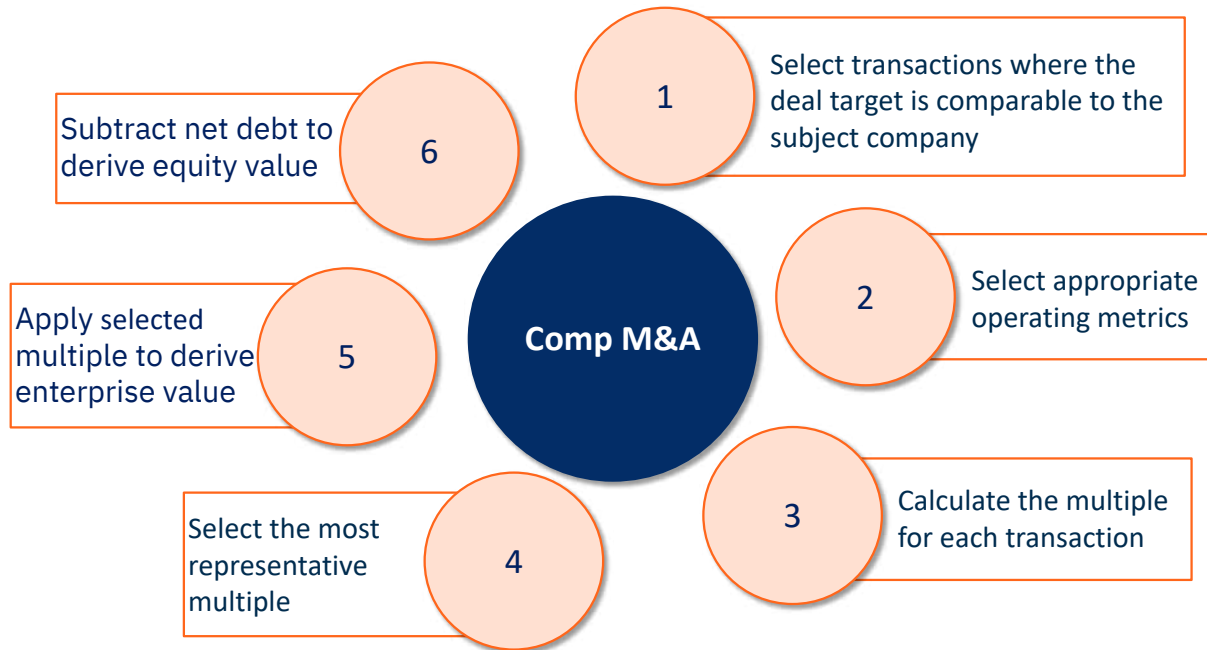 1
Select transactions where the
deal target is comparable to the
subject company
2
Select appropriate
operating metrics
3
Calculate the multiple
for each transaction
4
Select the most
representative
multiple
5
Apply selected
multiple to derive
enterprise value
6
Subtract net debt to
derive equity value
Comp M&A